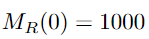 M_R(0) = 1000